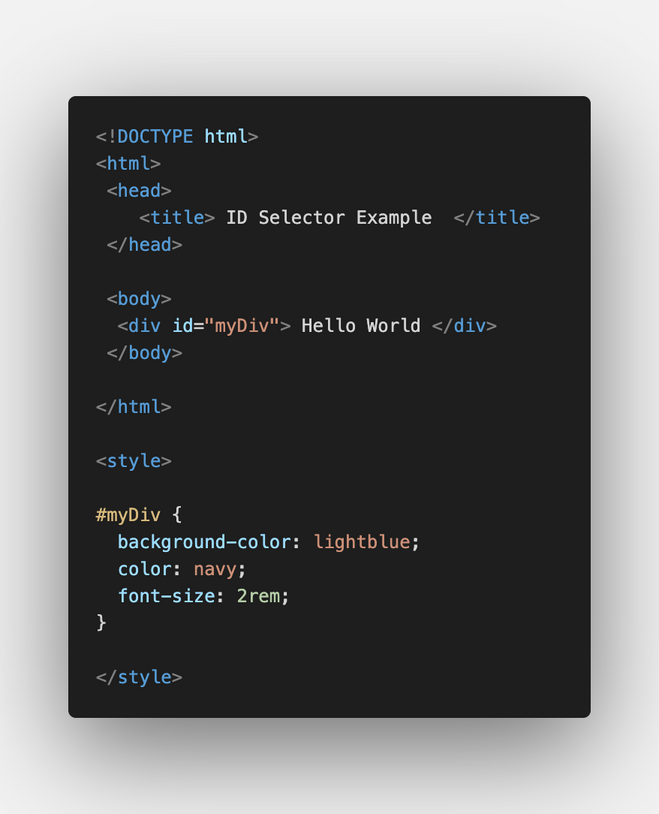 <!DOCTYPE html>
<html>
<head>
<title> ID Selector Example  </title>
</head>
<body>
<div id="myDiv"> Hello World </div>
</body>
</html>
<style>
#myDiv {
background-color: lightblue;
color: navy;
font-size: 2rem;
}
</style>